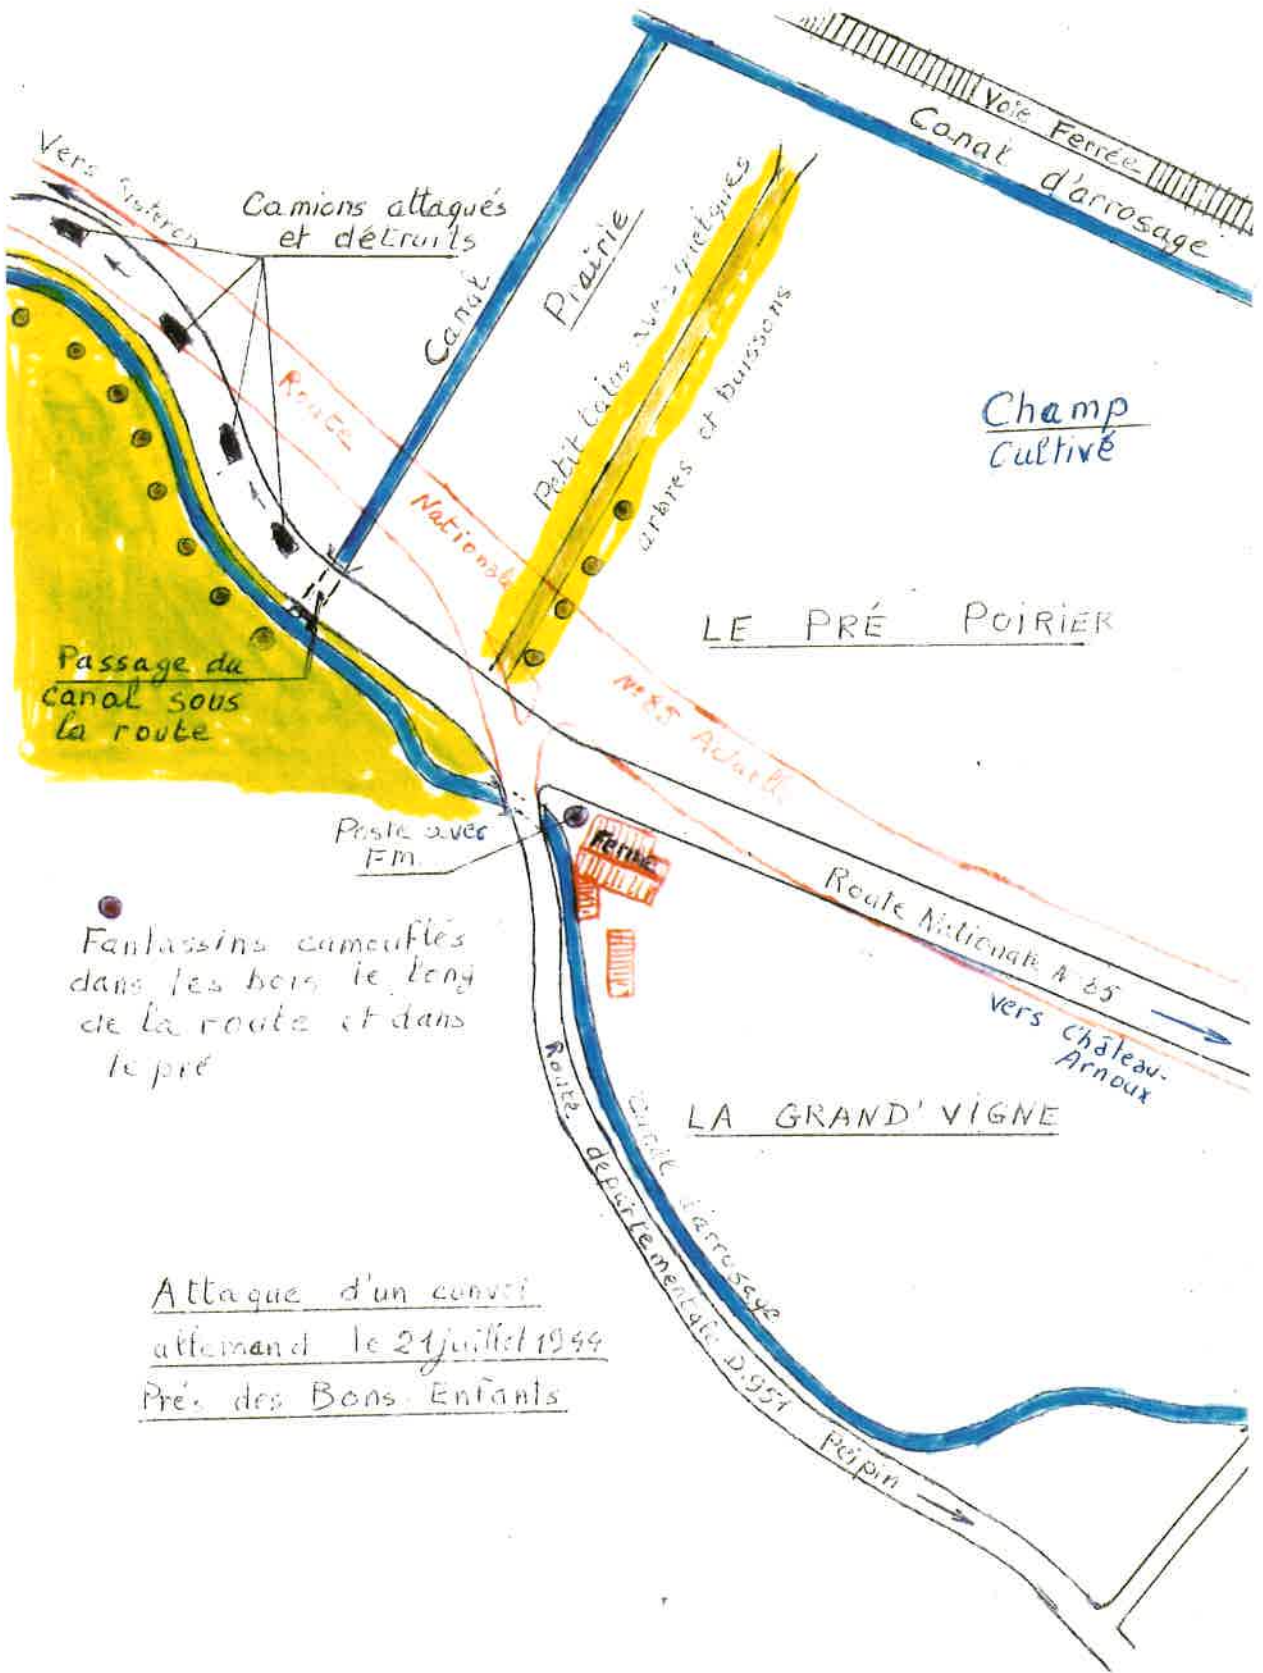 Voie Ferrée
Canal d'arrosage
Vers Sisteron
Camions attaqués
et détruits
Canal
Prairie
Petit talus avec quelques
arbres et buissons
Champ
Cultivé
Route Nationale N° 85 Actuelle
LE PRÉ POIRIER
Passage du
canal sous
la route
Poste avec
FM.
Ferme
Route Nationale N 85
vers Château-
Arnoux
Fantassins camouflés
dans les bois le long
de la route et dans
le pré
LA GRAND' VIGNE
Canal d'arrosage
Route departementale D.951
Peipin
Attaque d'un convoi
allemand le 21 juillet 1944
Prés des Bons Enfants